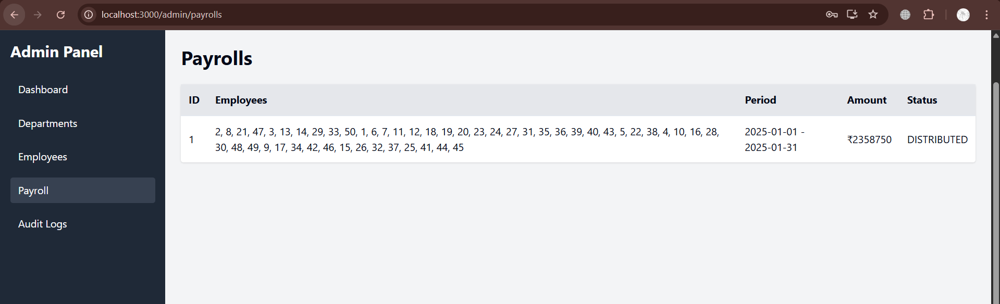 localhost:3000/admin/payrolls
Admin Panel
Dashboard
Departments
Employees
Payroll
Audit Logs
Payrolls
ID Employees Period Amount Status
1 2, 8, 21, 47, 3, 13, 14, 29, 33, 50, 1, 6, 7, 11, 12, 18, 19, 20, 23, 24, 27, 31, 35, 36, 39, 40, 43, 5, 22, 38, 4, 10, 16, 28, 2025-01-01 - ₹2358750 DISTRIBUTED
30, 48, 49, 9, 17, 34, 42, 46, 15, 26, 32, 37, 25, 41, 44, 45 2025-01-31